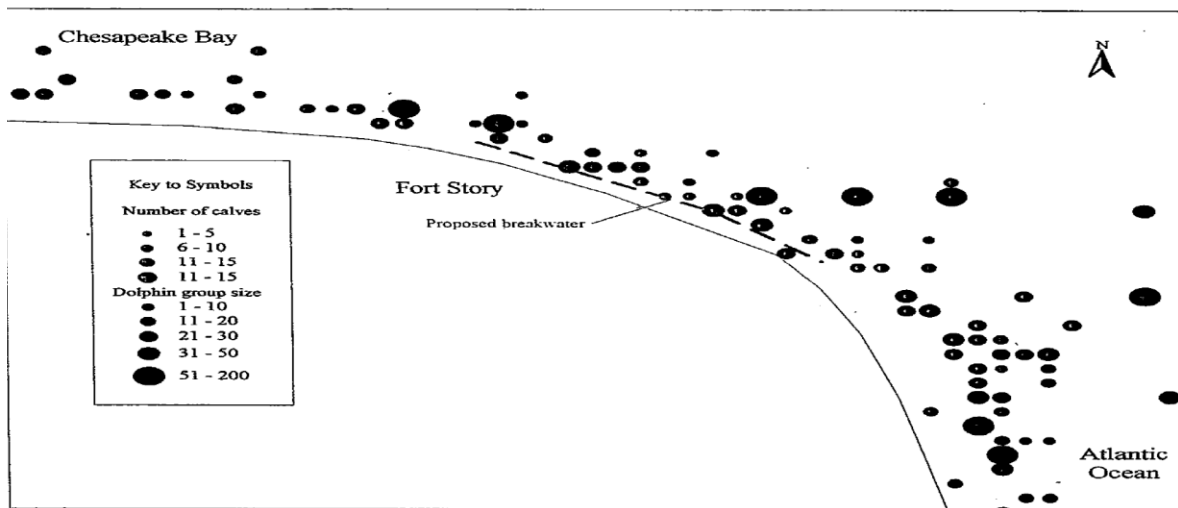 Chesapeake Bay
N
Key to Symbols
Number of calves
1 - 5
6 - 10
11 - 15
11 - 15
Dolphin group size
1 - 10
11 - 20
21 - 30
31 - 50
51 - 200
Fort Story
Proposed breakwater
Atlantic
Ocean